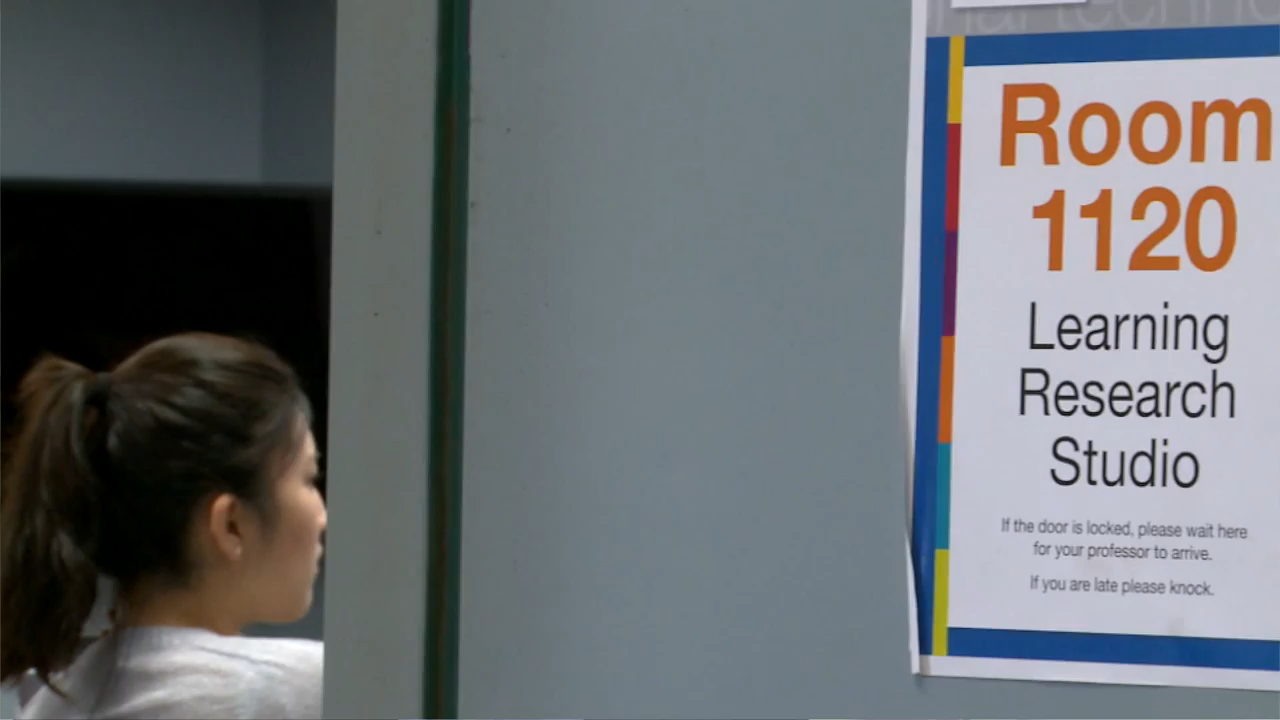 Room
1120
Learning
Research
Studio
If the door is locked, please wait here
for your professor to arrive.
If you are late please knock.